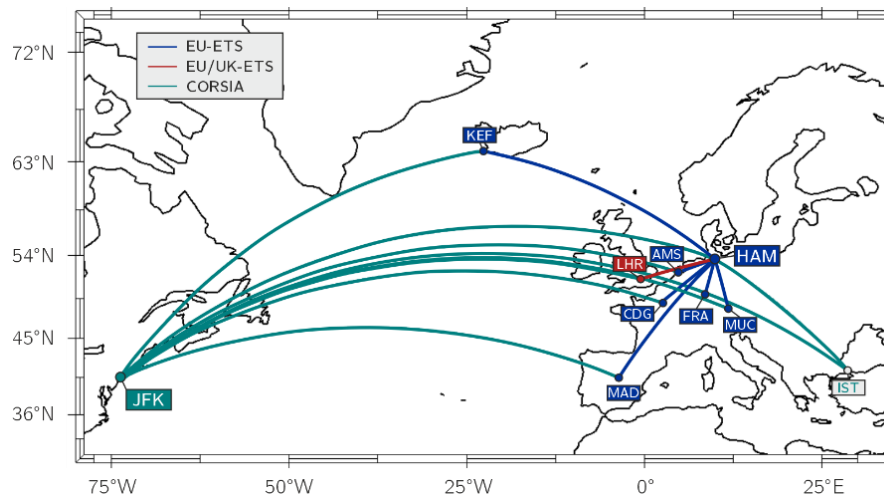 EU-ETS
EU/UK-ETS
CORSIA
72°N
63°N
54°N
45°N
36°N
KEF
AMS
HAM
LHR
CDG
FRA
MUC
IST
MAD
JFK
75°W
50°W
25°W
0°
25°E